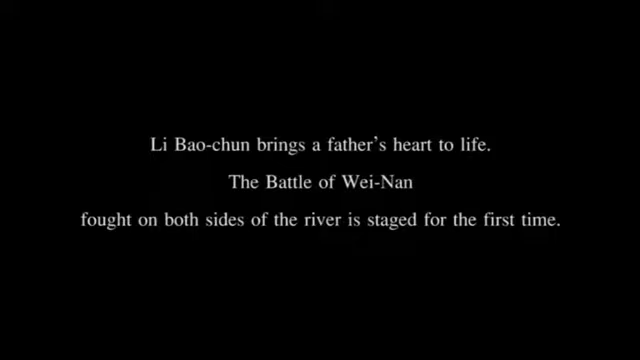 Li Bao-chun brings a father's heart to life.
The Battle of Wei-Nan
fought on both sides of the river is staged for the first time.